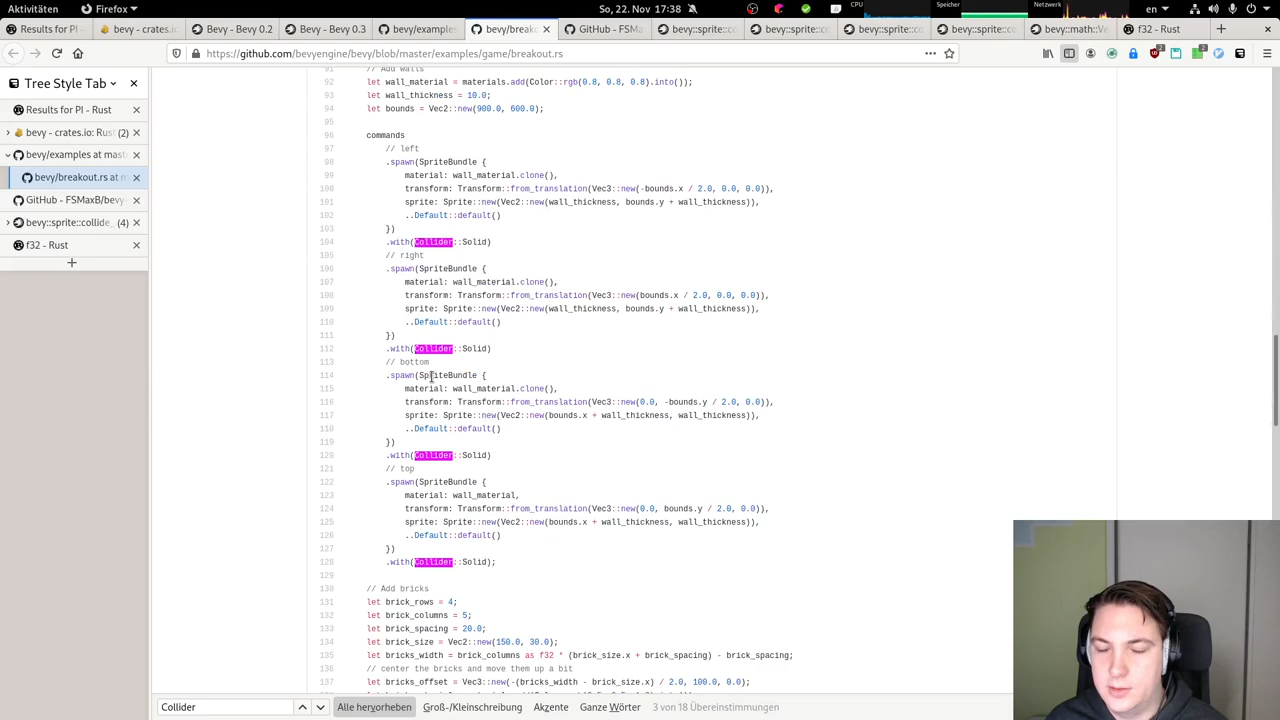 Aktivitäten Firefox So, 22. Nov 17:38 CPU Speicher Netzwerk en
Results for PI - bevy - crates.i Bevy - Bevy 0.2 Bevy - Bevy 0.3 bevy/examples bevy/breako GitHub - FSMa bevy::sprite::co bevy::sprite::co bevy::sprite::co bevy::sprite::co bevy::math::Ve f32 - Rust
https://github.com/bevyengine/bevy/blob/master/examples/game/breakout.rs
Tree Style Tab
Results for PI - Rust
bevy - crates.io: Rust (2)
bevy/examples at mast
bevy/breakout.rs at m
GitHub - FSMaxB/bevy
bevy::sprite::collide_ (4)
f32 - Rust
91 // Add walls
92 let wall_material = materials.add(Color::rgb(0.8, 0.8, 0.8).into());
93 let wall_thickness = 10.0;
94 let bounds = Vec2::new(900.0, 600.0);
95
96 commands
97 // left
98 .spawn(SpriteBundle {
99 material: wall_material.clone(),
100 transform: Transform::from_translation(Vec3::new(-bounds.x / 2.0, 0.0, 0.0)),
101 sprite: Sprite::new(Vec2::new(wall_thickness, bounds.y + wall_thickness)),
102 ..Default::default()
103 })
104 .with(Collider::Solid)
105 // right
106 .spawn(SpriteBundle {
107 material: wall_material.clone(),
108 transform: Transform::from_translation(Vec3::new(bounds.x / 2.0, 0.0, 0.0)),
109 sprite: Sprite::new(Vec2::new(wall_thickness, bounds.y + wall_thickness)),
110 ..Default::default()
111 })
112 .with(Collider::Solid)
113 // bottom
114 .spawn(SpriteBundle {
115 material: wall_material.clone(),
116 transform: Transform::from_translation(Vec3::new(0.0, -bounds.y / 2.0, 0.0)),
117 sprite: Sprite::new(Vec2::new(bounds.x + wall_thickness, wall_thickness)),
118 ..Default::default()
119 })
120 .with(Collider::Solid)
121 // top
122 .spawn(SpriteBundle {
123 material: wall_material,
124 transform: Transform::from_translation(Vec3::new(0.0, bounds.y / 2.0, 0.0)),
125 sprite: Sprite::new(Vec2::new(bounds.x + wall_thickness, wall_thickness)),
126 ..Default::default()
127 })
128 .with(Collider::Solid);
129
130 // Add bricks
131 let brick_rows = 4;
132 let brick_columns = 5;
133 let brick_spacing = 20.0;
134 let brick_size = Vec2::new(150.0, 30.0);
135 let bricks_width = brick_columns as f32 * (brick_size.x + brick_spacing) - brick_spacing;
136 // center the bricks and move them up a bit
137 let bricks_offset = Vec3::new(-(bricks_width - brick_size.x) / 2.0, 100.0, 0.0);
Collider Alle hervorheben Groß-/Kleinschreibung Akzente Ganze Wörter 3 von 18 Übereinstimmungen